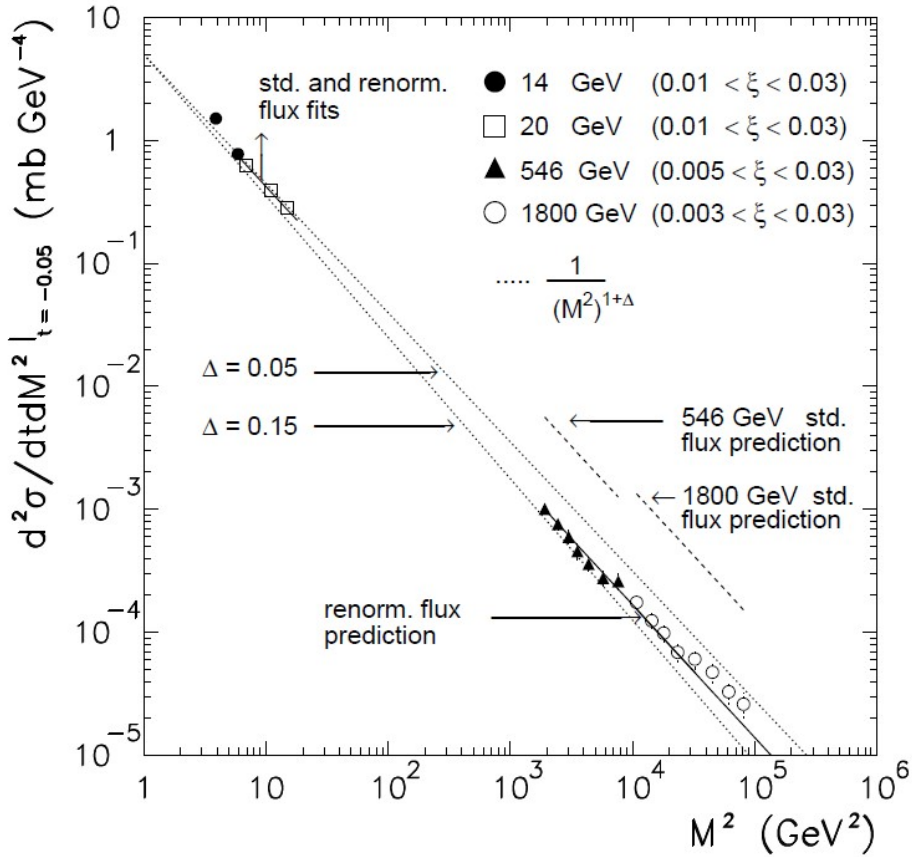 d²σ/dtdM²|t = −0.05 (mb GeV⁻⁴)
10
1
10⁻¹
10⁻²
10⁻³
10⁻⁴
10⁻⁵
std. and renorm.
flux fits
● 14 GeV (0.01 < ξ < 0.03)
□ 20 GeV (0.01 < ξ < 0.03)
▲ 546 GeV (0.005 < ξ < 0.03)
○ 1800 GeV (0.003 < ξ < 0.03)
1
(M²)¹⁺Δ
Δ = 0.05
Δ = 0.15
546 GeV std.
flux prediction
1800 GeV std.
flux prediction
renorm. flux
prediction
1 10 10² 10³ 10⁴ 10⁵ 10⁶
M² (GeV²)